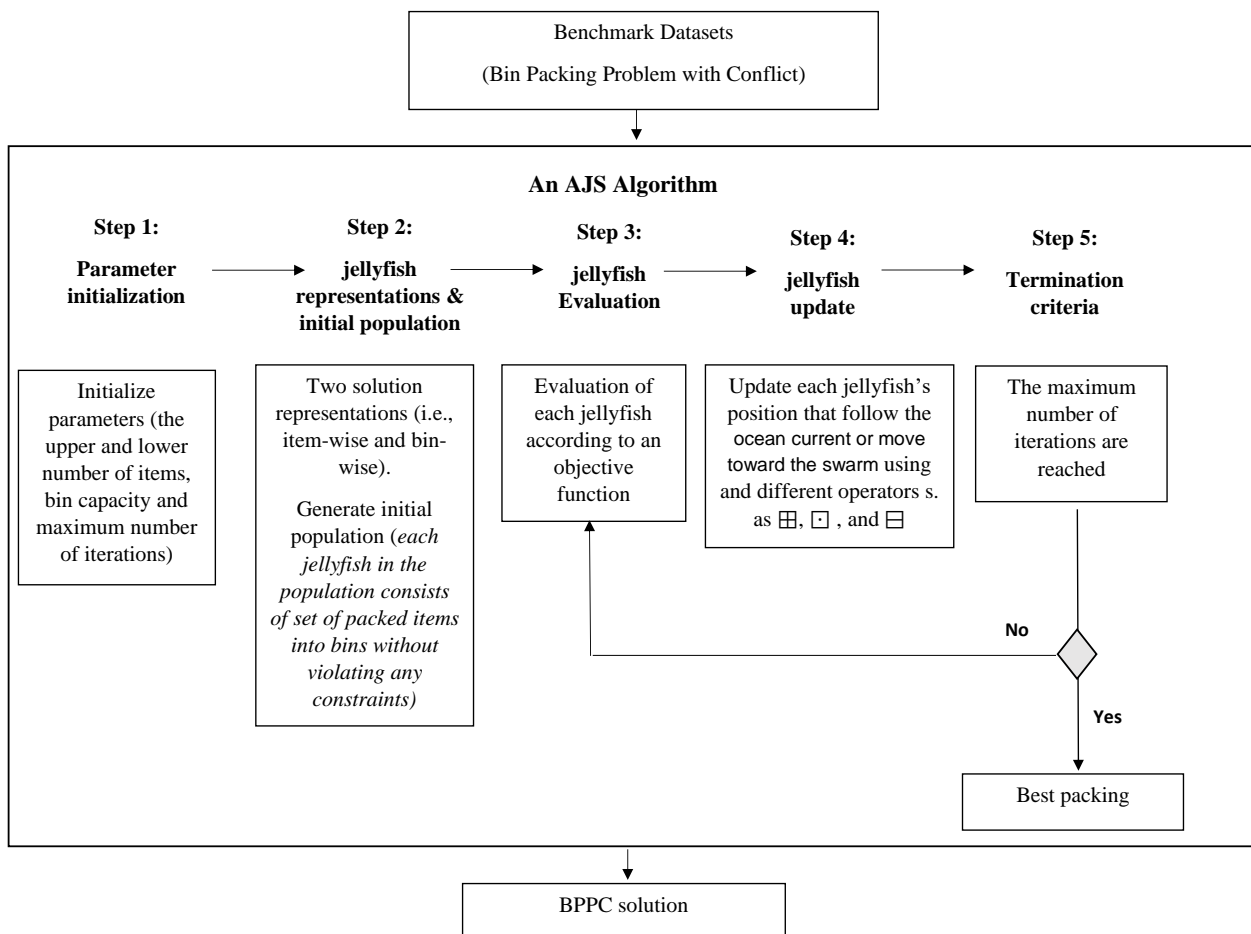 Benchmark Datasets
(Bin Packing Problem with Conflict)
An AJS Algorithm
Step 1:
Parameter
initialization
Step 2:
jellyfish
representations &
initial population
Step 3:
jellyfish
Evaluation
Step 4:
jellyfish
update
Step 5:
Termination
criteria
Initialize
parameters (the
upper and lower
number of items,
bin capacity and
maximum number
of iterations)
Two solution
representations (i.e.,
item-wise and bin-
wise).
Generate initial
population (each
jellyfish in the
population consists
of set of packed items
into bins without
violating any
constraints)
Evaluation of
each jellyfish
according to an
objective
function
Update each jellyfish's
position that follow the
ocean current or move
toward the swarm using
and different operators s.
as ⊞, ⊡ , and ⊟
The maximum
number of
iterations are
reached
No
Yes
Best packing
BPPC solution